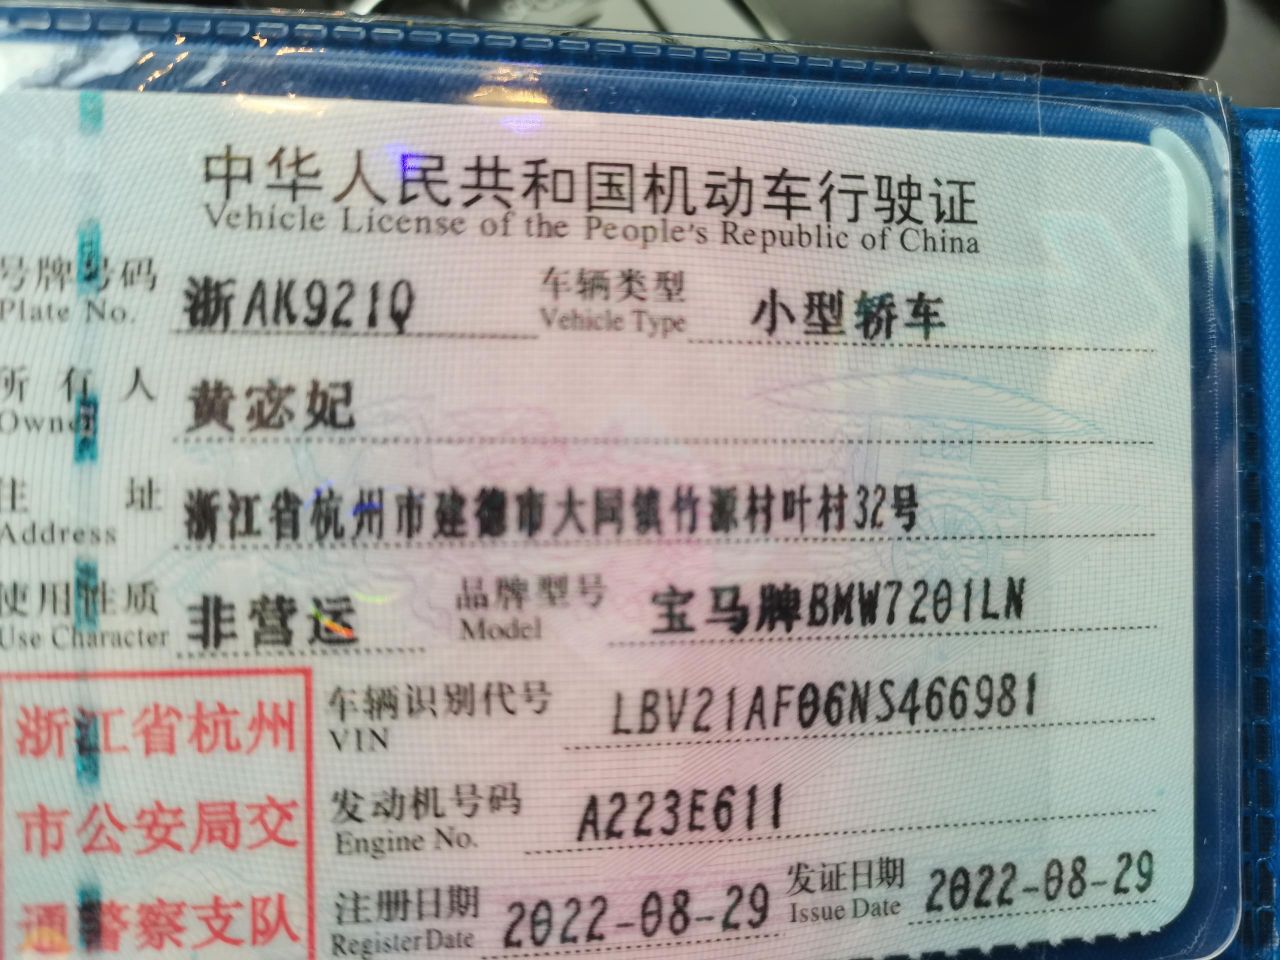 中华人民共和国机动车行驶证
Vehicle License of the People's Republic of China
号牌号码 浙AK921Q 车辆类型 小型轿车
Plate No. Vehicle Type
所有人 黄宓妃
Owner
住址 浙江省杭州市建德市大同镇竹源村叶村32号
Address
使用性质 非营运 品牌型号 宝马牌BMW7201LN
Use Character Model
浙江省杭州
市公安局交
通警察支队
车辆识别代号 LBV21AF06NS466981
VIN
发动机号码 A223E611
Engine No.
注册日期 2022-08-29 发证日期 2022-08-29
Register Date Issue Date